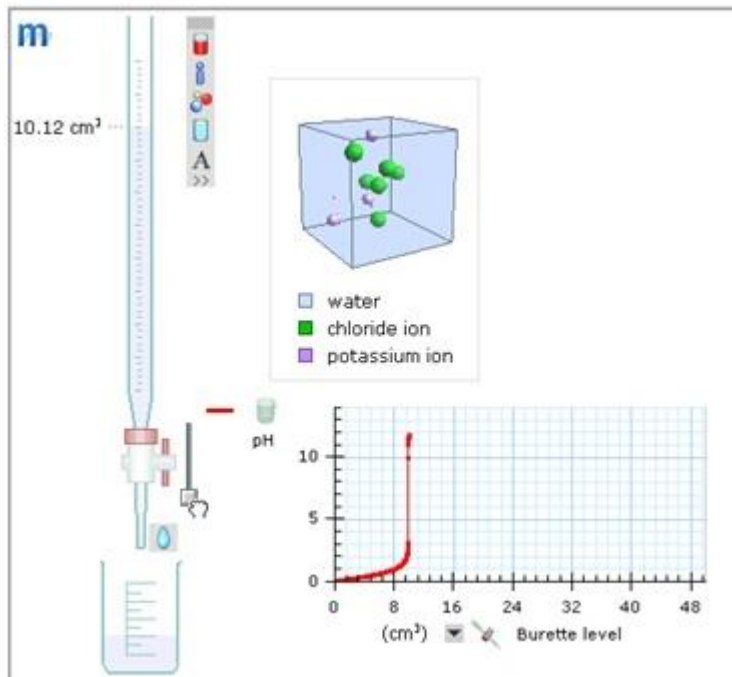 m
10.12 cm³
A
>>
water
chloride ion
potassium ion
pH
10
5
0
0 8 16 24 32 40 48
(cm³) Burette level